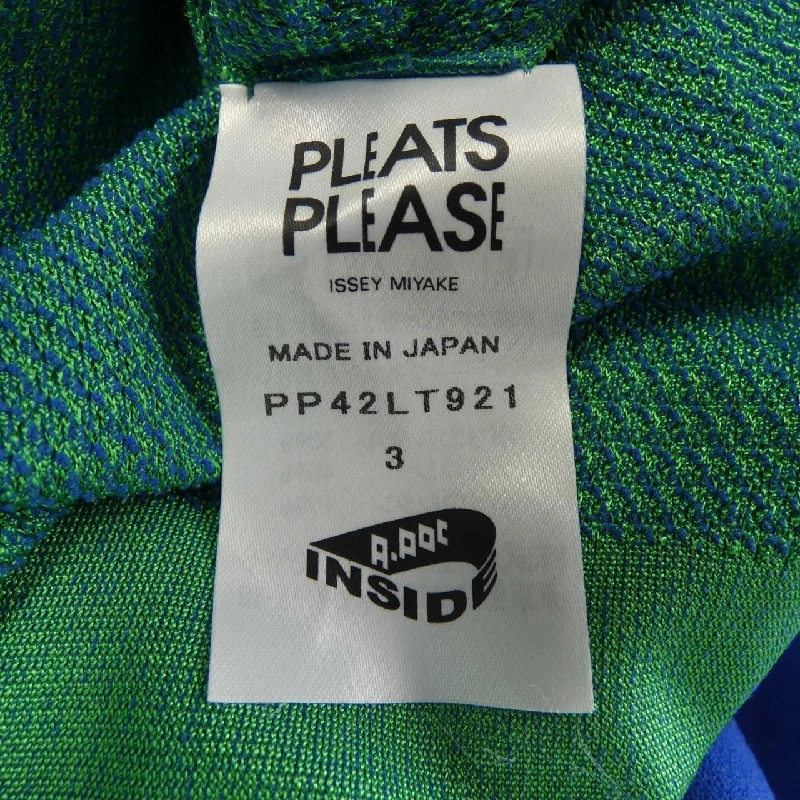 PLEATS
PLEASE
ISSEY MIYAKE
MADE IN JAPAN
PP42LT921
3
A.POC
INSIDE